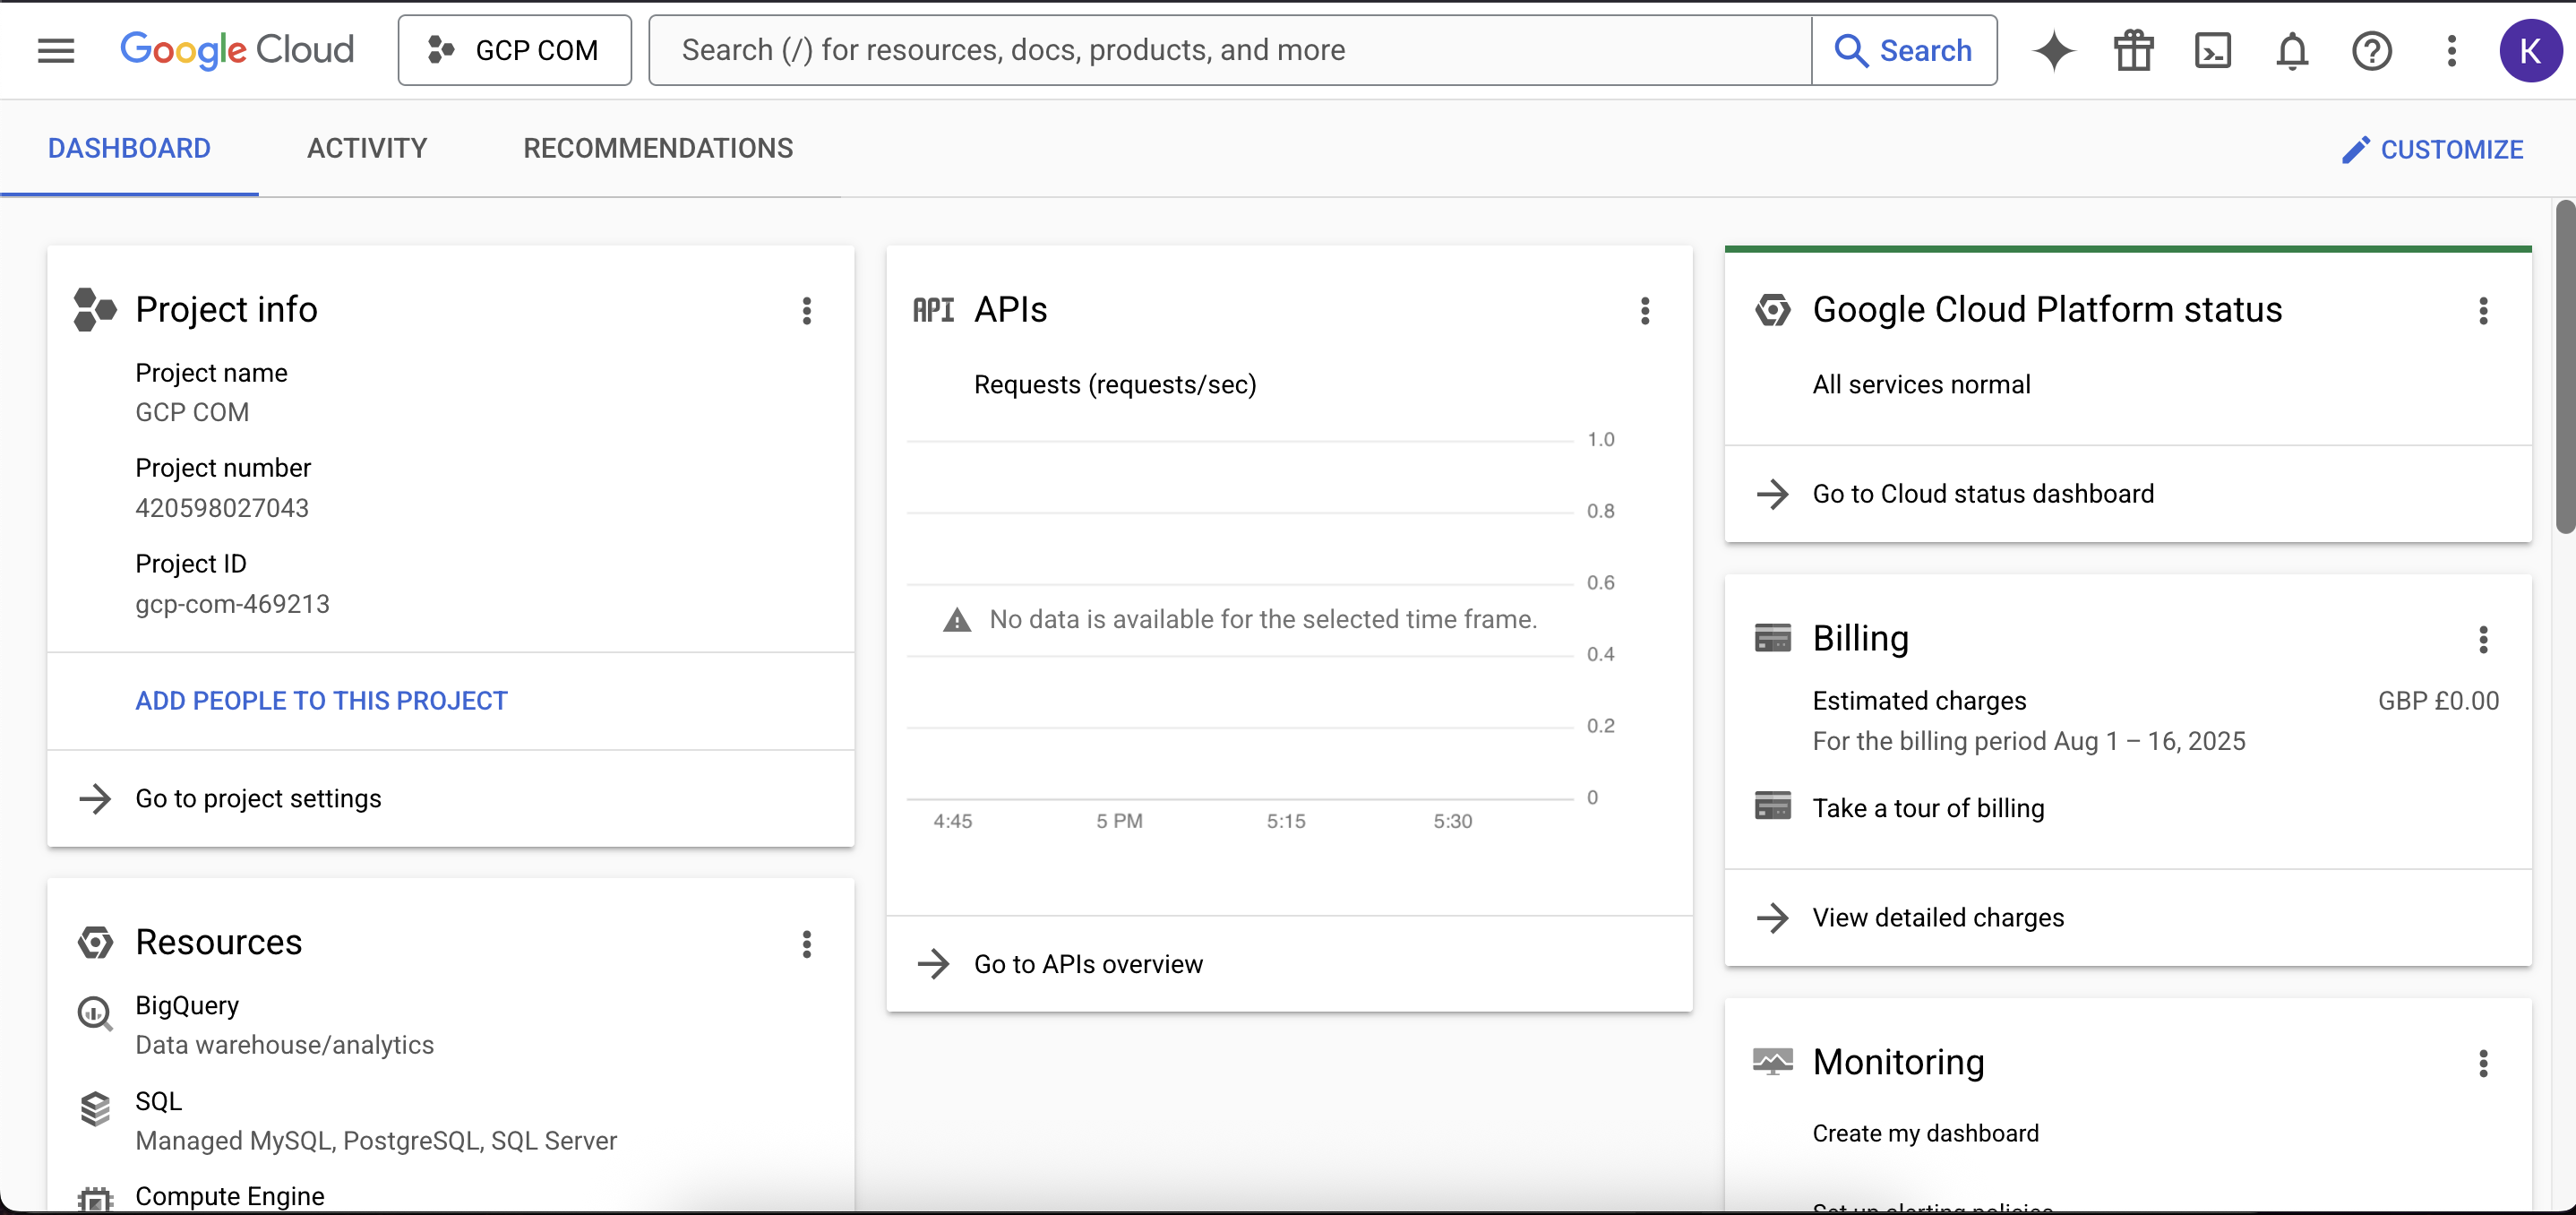 Google Cloud
GCP COM
Search (/) for resources, docs, products, and more
Search
K
DASHBOARD
ACTIVITY
RECOMMENDATIONS
CUSTOMIZE
Project info
Project name
GCP COM
Project number
420598027043
Project ID
gcp-com-469213
ADD PEOPLE TO THIS PROJECT
Go to project settings
Resources
BigQuery
Data warehouse/analytics
SQL
Managed MySQL, PostgreSQL, SQL Server
Compute Engine
API
APIs
Requests (requests/sec)
1.0
0.8
0.6
No data is available for the selected time frame.
0.4
0.2
0
4:45
5 PM
5:15
5:30
Go to APIs overview
Google Cloud Platform status
All services normal
Go to Cloud status dashboard
Billing
Estimated charges
GBP £0.00
For the billing period Aug 1 – 16, 2025
Take a tour of billing
View detailed charges
Monitoring
Create my dashboard
Set up alerting policies